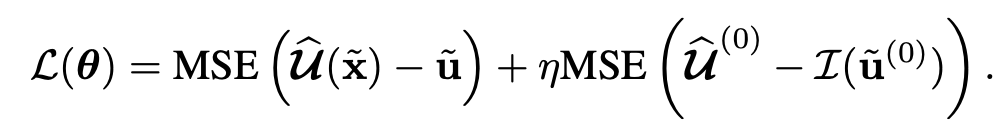 𝓛(𝜽) = MSE (𝓤̂(x̃) − ũ) + ηMSE (𝓤̂⁽⁰⁾ − ℐ(ũ⁽⁰⁾)).